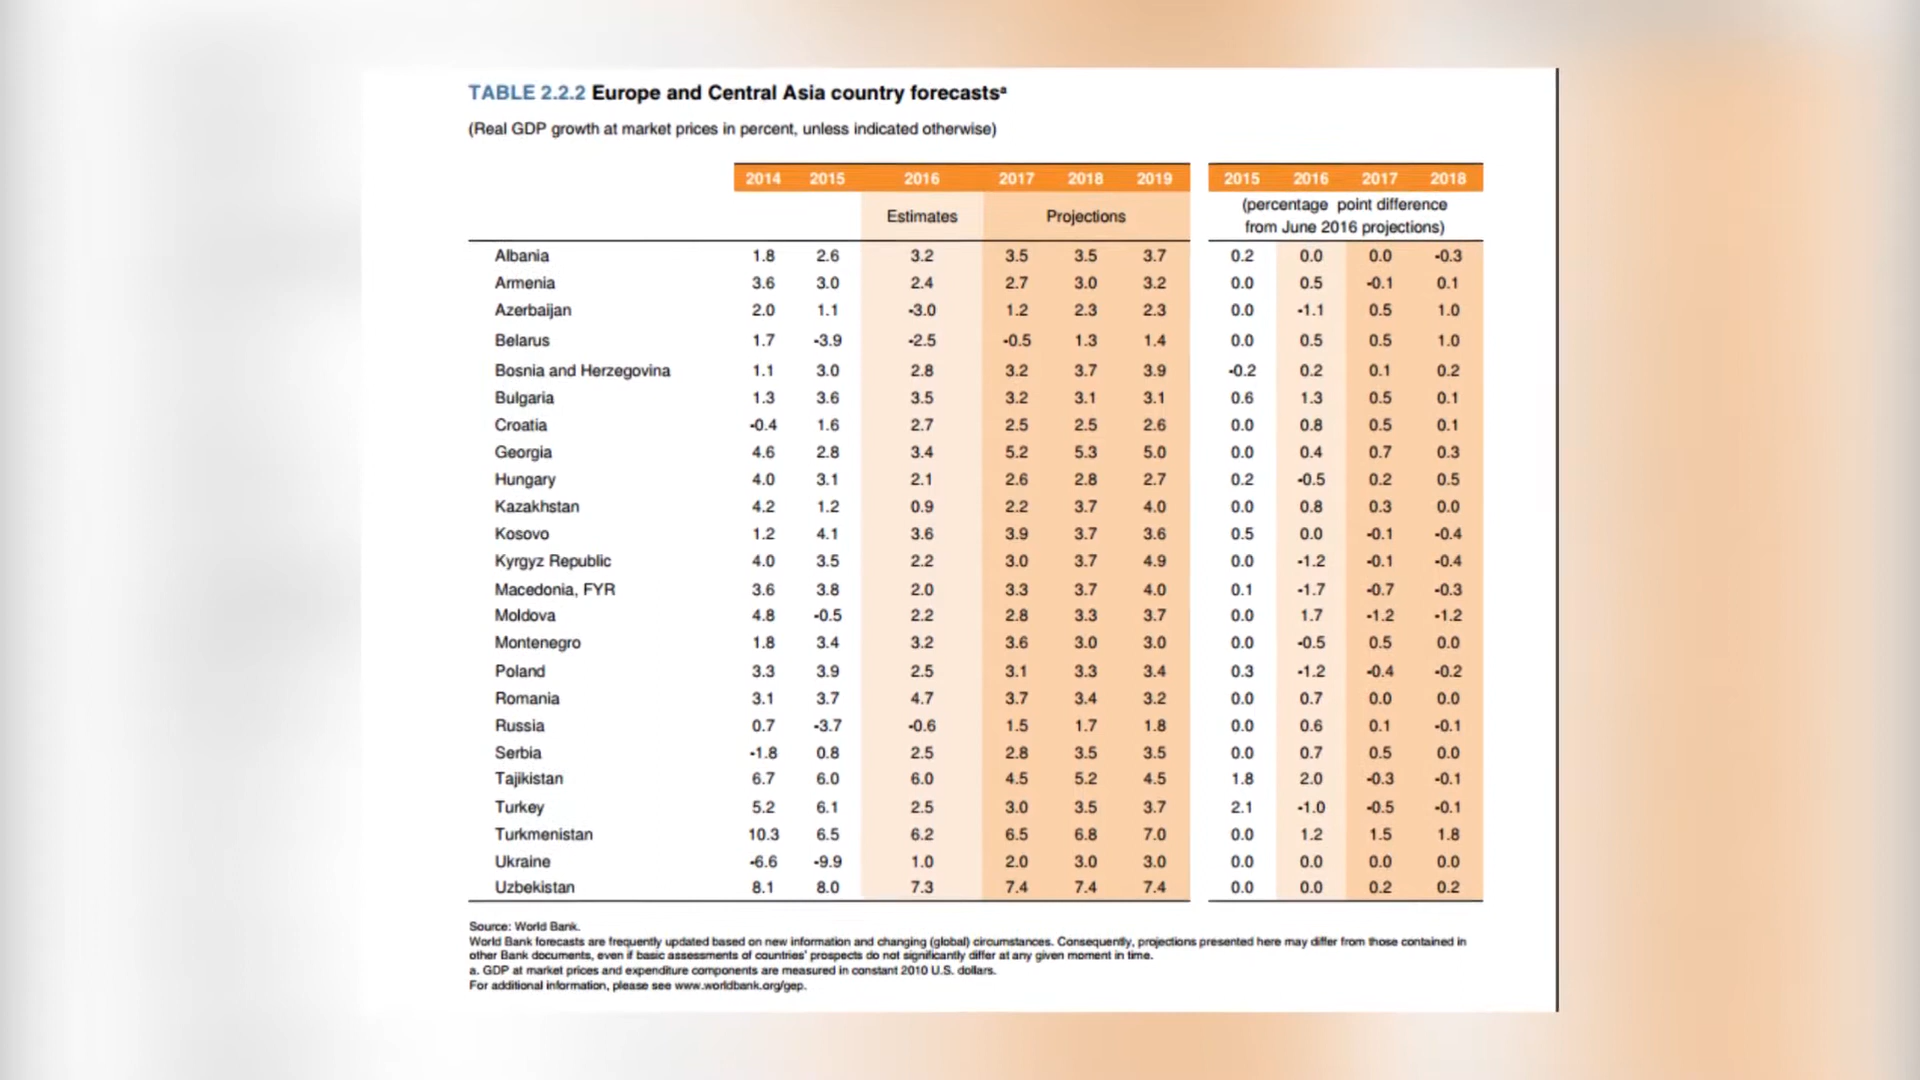 TABLE 2.2.2 Europe and Central Asia country forecastsᵃ
(Real GDP growth at market prices in percent, unless indicated otherwise)
2014 2015 2016 2017 2018 2019 2015 2016 2017 2018
Estimates Projections (percentage point difference
from June 2016 projections)
Albania 1.8 2.6 3.2 3.5 3.5 3.7 0.2 0.0 0.0 -0.3
Armenia 3.6 3.0 2.4 2.7 3.0 3.2 0.0 0.5 -0.1 0.1
Azerbaijan 2.0 1.1 -3.0 1.2 2.3 2.3 0.0 -1.1 0.5 1.0
Belarus 1.7 -3.9 -2.5 -0.5 1.3 1.4 0.0 0.5 0.5 1.0
Bosnia and Herzegovina 1.1 3.0 2.8 3.2 3.7 3.9 -0.2 0.2 0.1 0.2
Bulgaria 1.3 3.6 3.5 3.2 3.1 3.1 0.6 1.3 0.5 0.1
Croatia -0.4 1.6 2.7 2.5 2.5 2.6 0.0 0.8 0.5 0.1
Georgia 4.6 2.8 3.4 5.2 5.3 5.0 0.0 0.4 0.7 0.3
Hungary 4.0 3.1 2.1 2.6 2.8 2.7 0.2 -0.5 0.2 0.5
Kazakhstan 4.2 1.2 0.9 2.2 3.7 4.0 0.0 0.8 0.3 0.0
Kosovo 1.2 4.1 3.6 3.9 3.7 3.6 0.5 0.0 -0.1 -0.4
Kyrgyz Republic 4.0 3.5 2.2 3.0 3.7 4.9 0.0 -1.2 -0.1 -0.4
Macedonia, FYR 3.6 3.8 2.0 3.3 3.7 4.0 0.1 -1.7 -0.7 -0.3
Moldova 4.8 -0.5 2.2 2.8 3.3 3.7 0.0 1.7 -1.2 -1.2
Montenegro 1.8 3.4 3.2 3.6 3.0 3.0 0.0 -0.5 0.5 0.0
Poland 3.3 3.9 2.5 3.1 3.3 3.4 0.3 -1.2 -0.4 -0.2
Romania 3.1 3.7 4.7 3.7 3.4 3.2 0.0 0.7 0.0 0.0
Russia 0.7 -3.7 -0.6 1.5 1.7 1.8 0.0 0.6 0.1 -0.1
Serbia -1.8 0.8 2.5 2.8 3.5 3.5 0.0 0.7 0.5 0.0
Tajikistan 6.7 6.0 6.0 4.5 5.2 4.5 1.8 2.0 -0.3 -0.1
Turkey 5.2 6.1 2.5 3.0 3.5 3.7 2.1 -1.0 -0.5 -0.1
Turkmenistan 10.3 6.5 6.2 6.5 6.8 7.0 0.0 1.2 1.5 1.8
Ukraine -6.6 -9.9 1.0 2.0 3.0 3.0 0.0 0.0 0.0 0.0
Uzbekistan 8.1 8.0 7.3 7.4 7.4 7.4 0.0 0.0 0.2 0.2
Source: World Bank.
World Bank forecasts are frequently updated based on new information and changing (global) circumstances. Consequently, projections presented here may differ from those contained in
other Bank documents, even if basic assessments of countries' prospects do not significantly differ at any given moment in time.
a. GDP at market prices and expenditure components are measured in constant 2010 U.S. dollars.
For additional information, please see www.worldbank.org/gep.